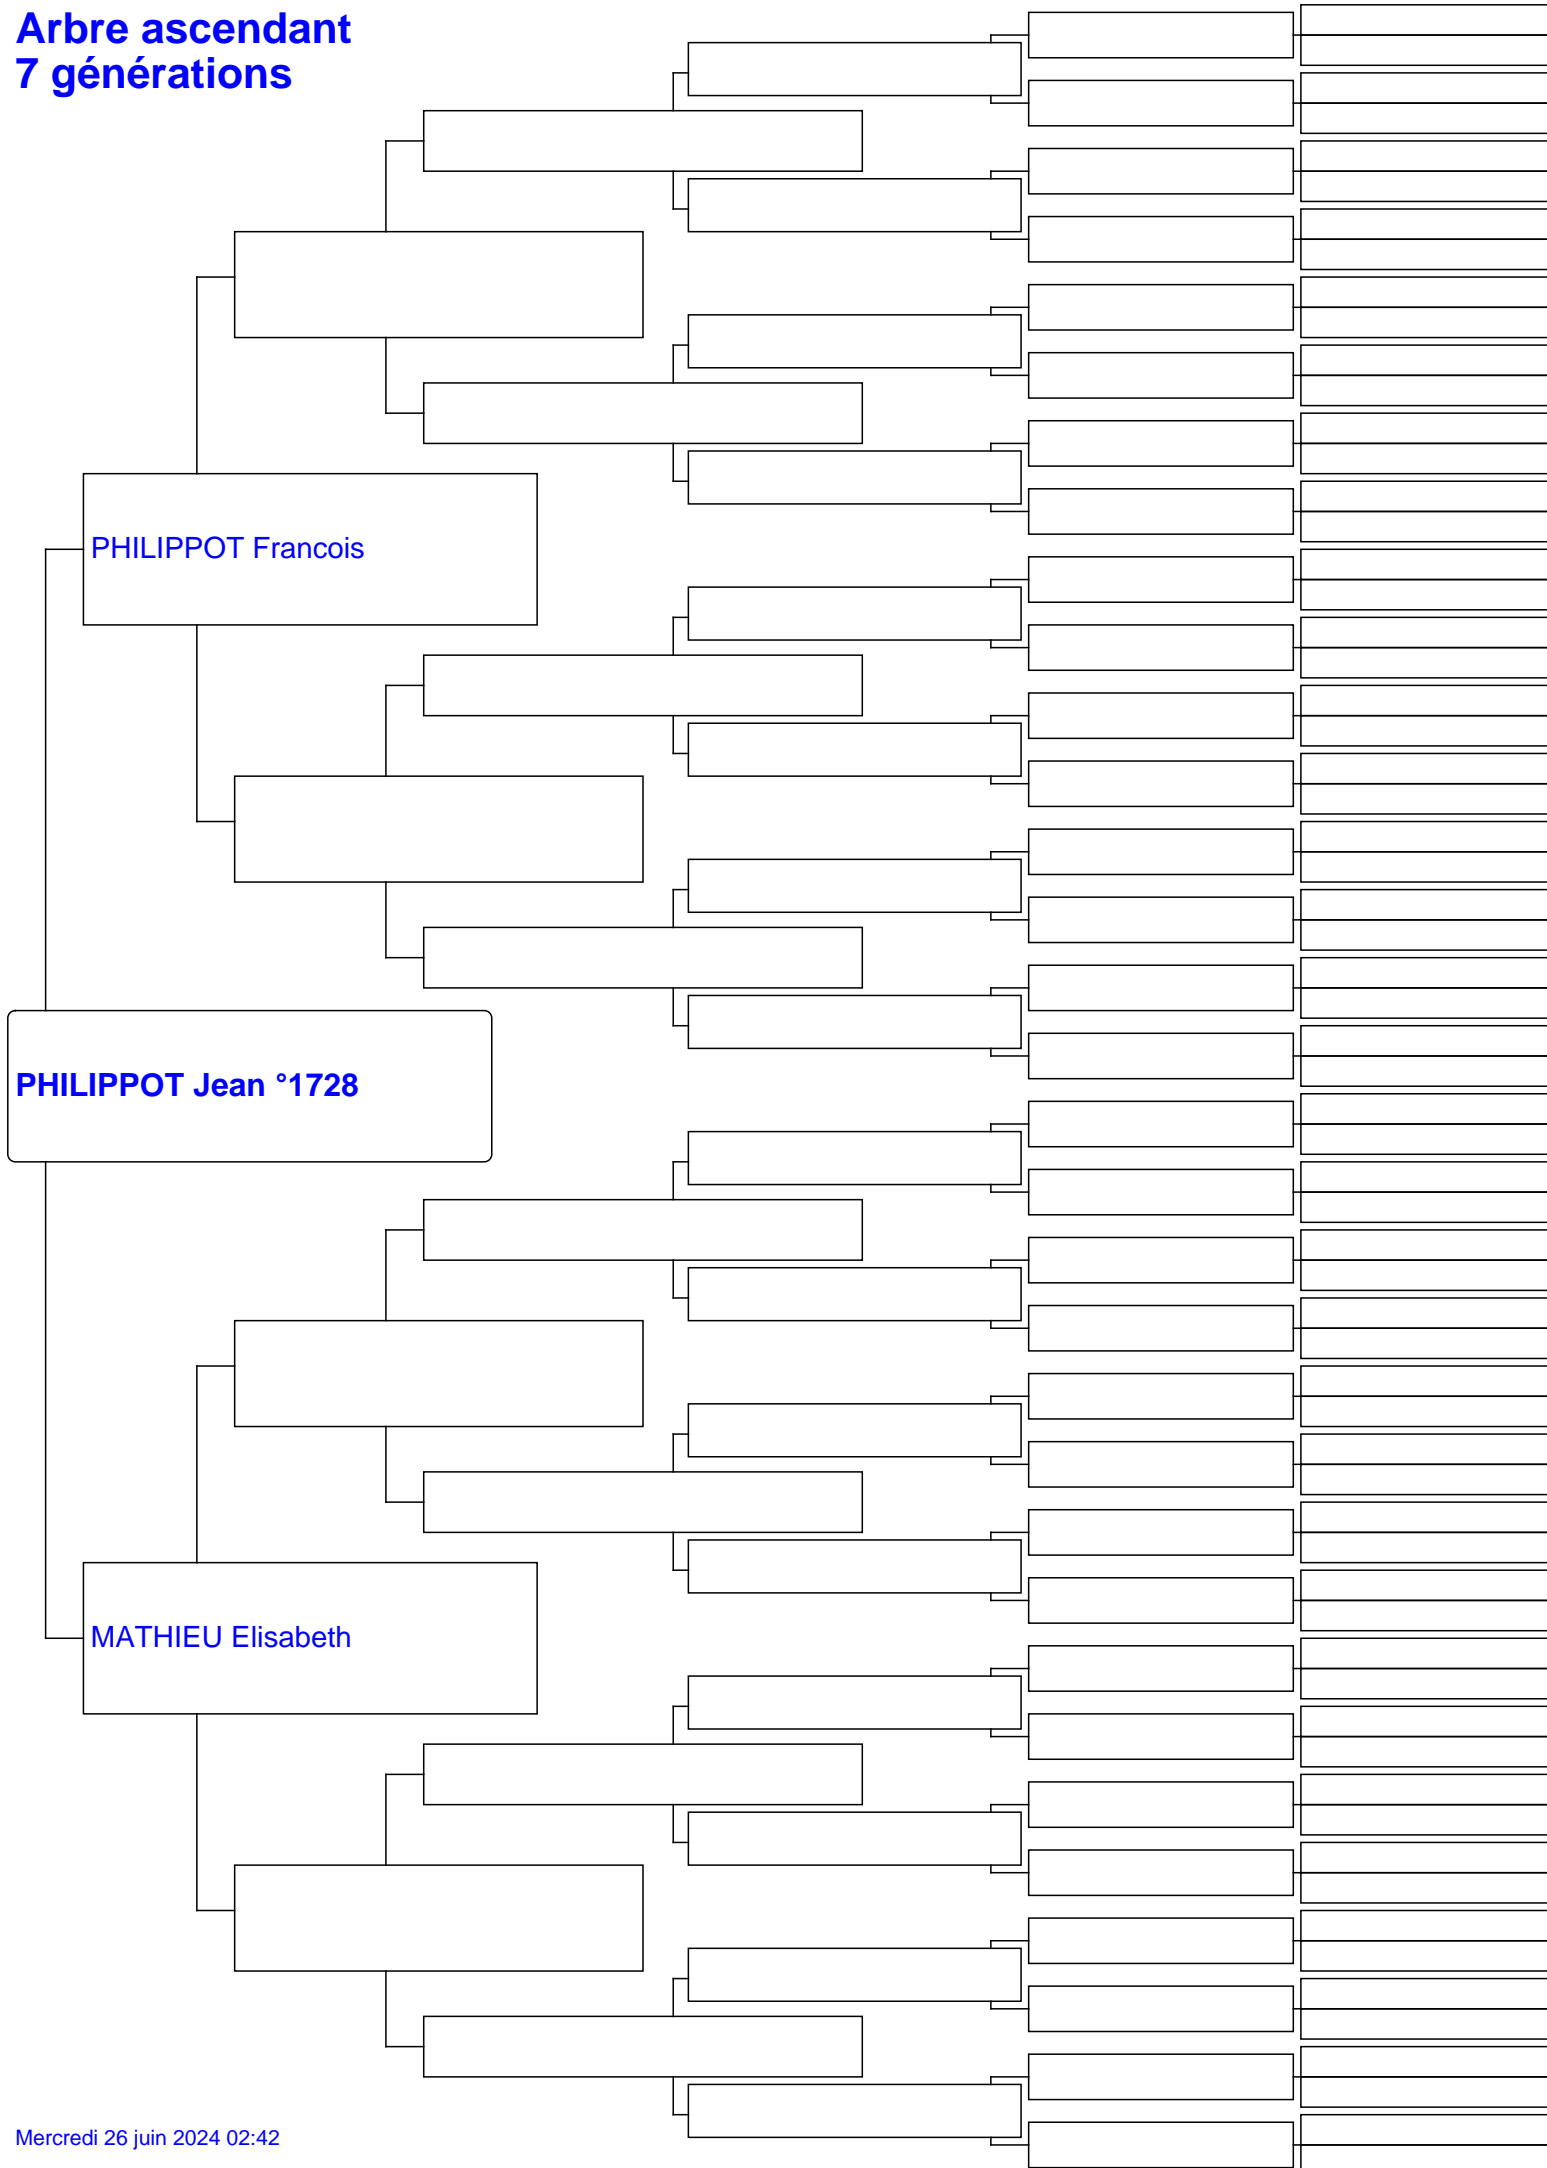 Arbre ascendant
7 générations
PHILIPPOT Francois
PHILIPPOT Jean °1728
MATHIEU Elisabeth
Mercredi 26 juin 2024 02:42